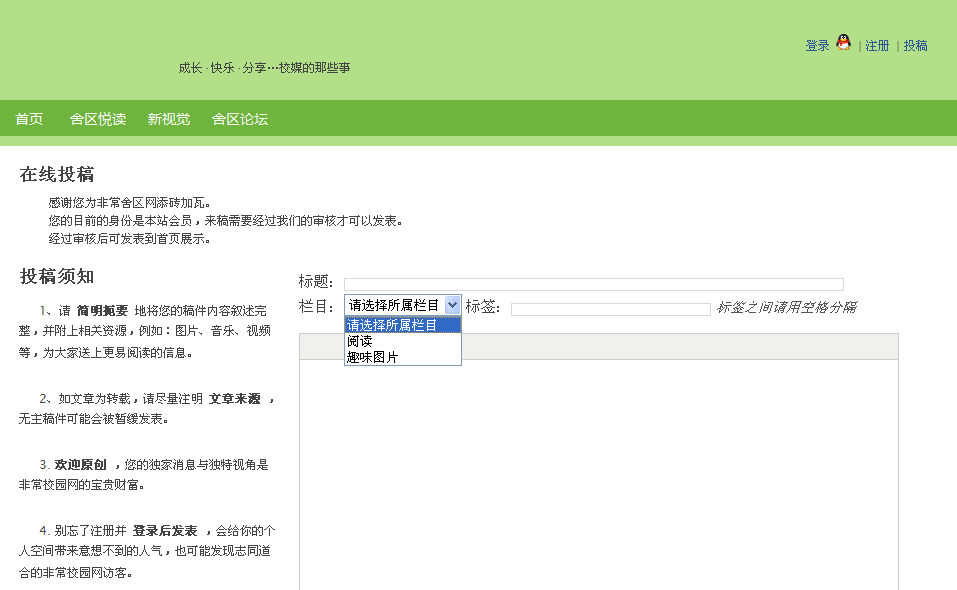 登录 | 注册 | 投稿
成长·快乐·分享…校媒的那些事
首页 舍区悦读 新视觉 舍区论坛
在线投稿
感谢您为非常舍区网添砖加瓦。
您的目前的身份是本站会员，来稿需要经过我们的审核才可以发表。
经过审核后可发表到首页展示。
投稿须知
1、请 简明扼要 地将您的稿件内容叙述完
整，并附上相关资源，例如：图片、音乐、视频
等，为大家送上更易阅读的信息。
2、如文章为转载，请尽量注明 文章来源 ，
无主稿件可能会被暂缓发表。
3. 欢迎原创 ，您的独家消息与独特视角是
非常校园网的宝贵财富。
4. 别忘了注册并 登录后发表 ，会给你的个
人空间带来意想不到的人气，也可能发现志同道
合的非常校园网访客。
标题：
栏目： 请选择所属栏目 标签： 标签之间请用空格分隔
请选择所属栏目
阅读
趣味图片